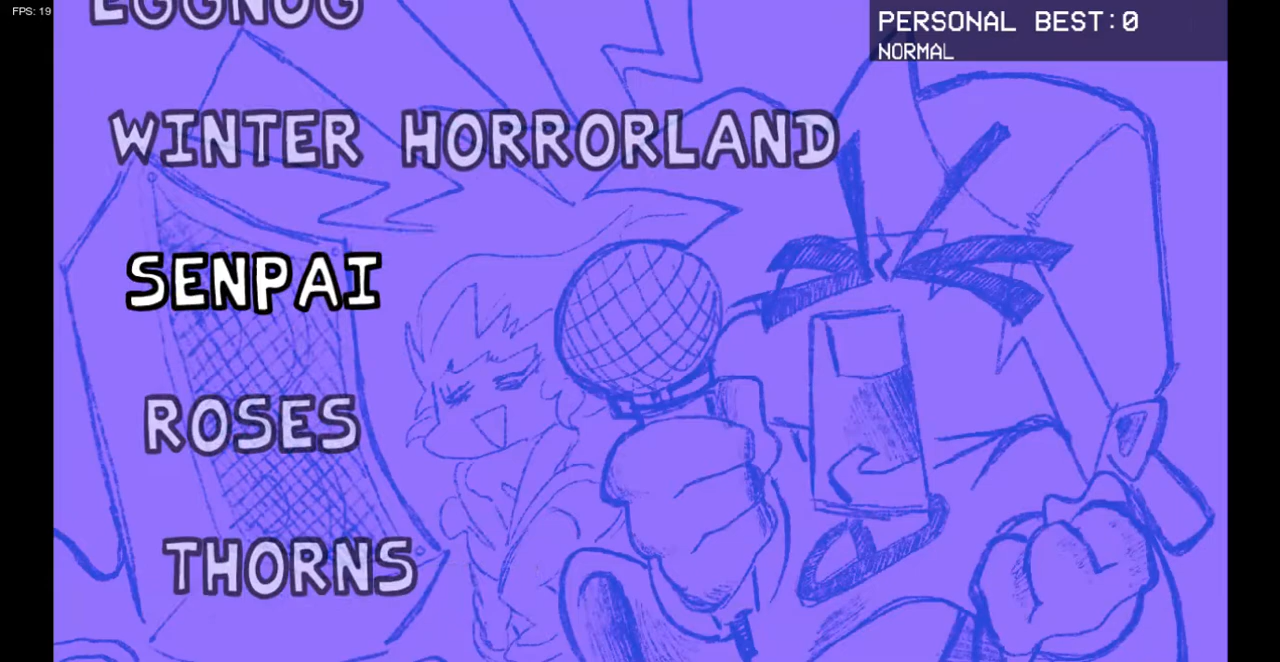 FPS: 19
EGGNOG
PERSONAL BEST:0
NORMAL
WINTER HORRORLAND
SENPAI
ROSES
THORNS